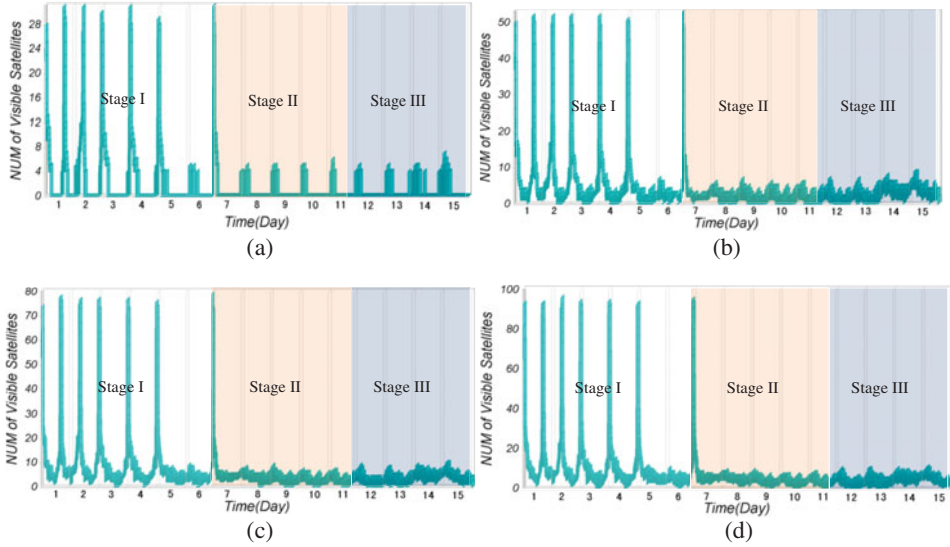 NUM of Visible Satellites
28
24
20
16
12
8
4
0
Stage I
Stage II
Stage III
1 2 3 4 5 6 7 8 9 10 11 12 13 14 15
Time(Day)
(a)
NUM of Visible Satellites
50
40
30
20
10
0
Stage I
Stage II
Stage III
1 2 3 4 5 6 7 8 9 10 11 12 13 14 15
Time(Day)
(b)
NUM of Visible Satellites
80
70
60
50
40
30
20
10
0
Stage I
Stage II
Stage III
1 2 3 4 5 6 7 8 9 10 11 12 13 14 15
Time(Day)
(c)
NUM of Visible Satellites
100
80
60
40
20
0
Stage I
Stage II
Stage III
1 2 3 4 5 6 7 8 9 10 11 12 13 14 15
Time(Day)
(d)